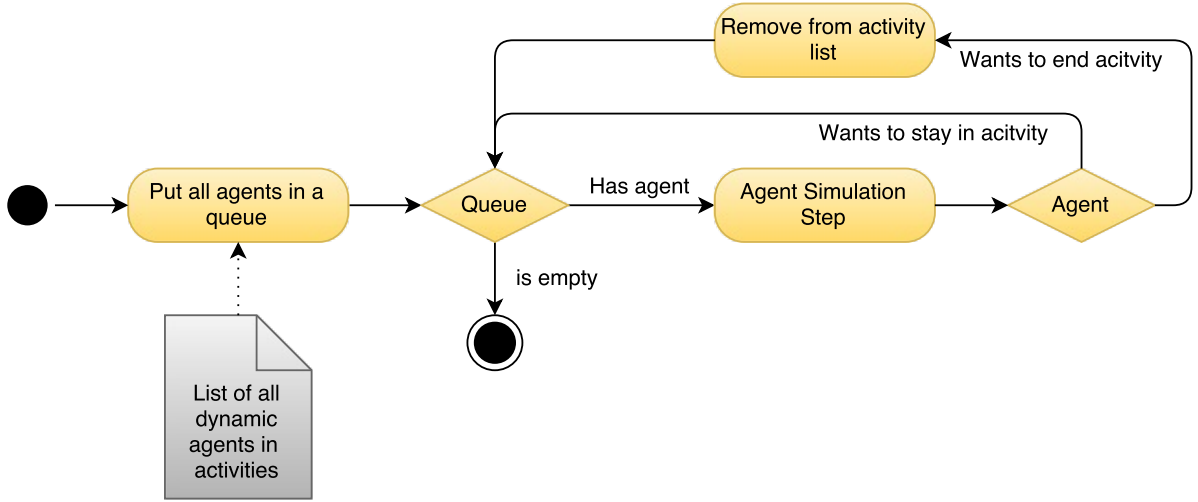 Remove from activity
list
Wants to end acitvity
Wants to stay in acitvity
Put all agents in a
queue
Queue
Has agent
Agent Simulation
Step
Agent
is empty
List of all
dynamic
agents in
activities